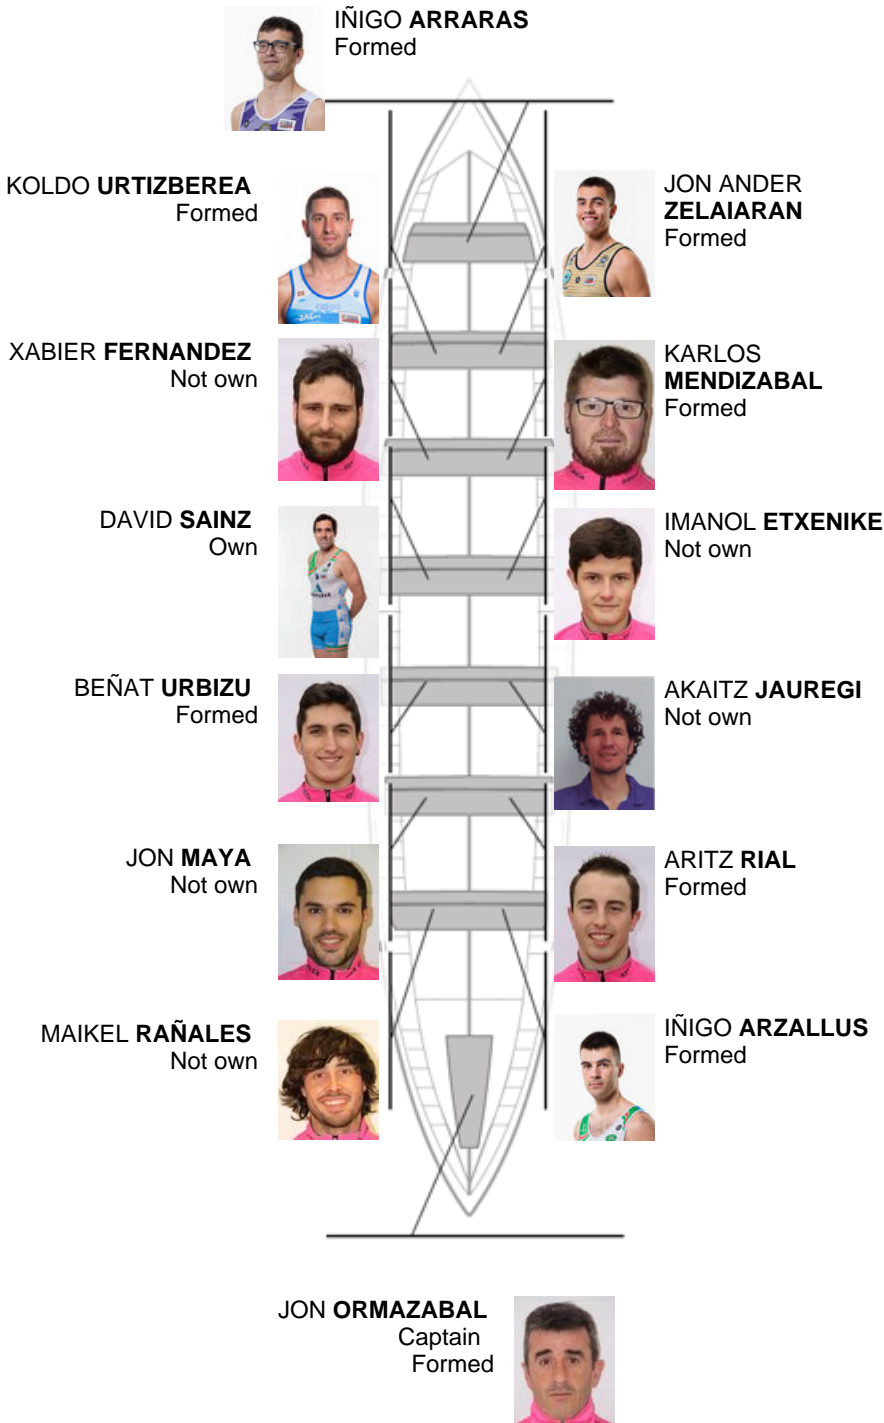 IÑIGO ARRARAS
Formed
KOLDO URTIZBEREA
Formed
JON ANDER
ZELAIARAN
Formed
XABIER FERNANDEZ
Not own
KARLOS
MENDIZABAL
Formed
DAVID SAINZ
Own
IMANOL ETXENIKE
Not own
BEÑAT URBIZU
Formed
AKAITZ JAUREGI
Not own
JON MAYA
Not own
ARITZ RIAL
Formed
MAIKEL RAÑALES
Not own
IÑIGO ARZALLUS
Formed
JON ORMAZABAL
Captain
Formed